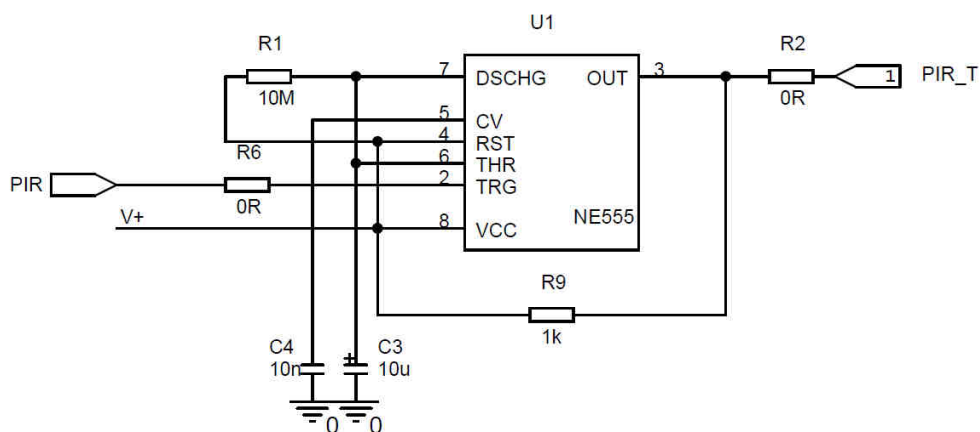 U1
R1
10M
7
DSCHG
OUT
3
R2
0R
1
PIR_T
5
CV
4
RST
R6
6
THR
PIR
0R
2
TRG
V+
8
VCC
NE555
R9
1k
C4
10n
C3
10u
+
0
0